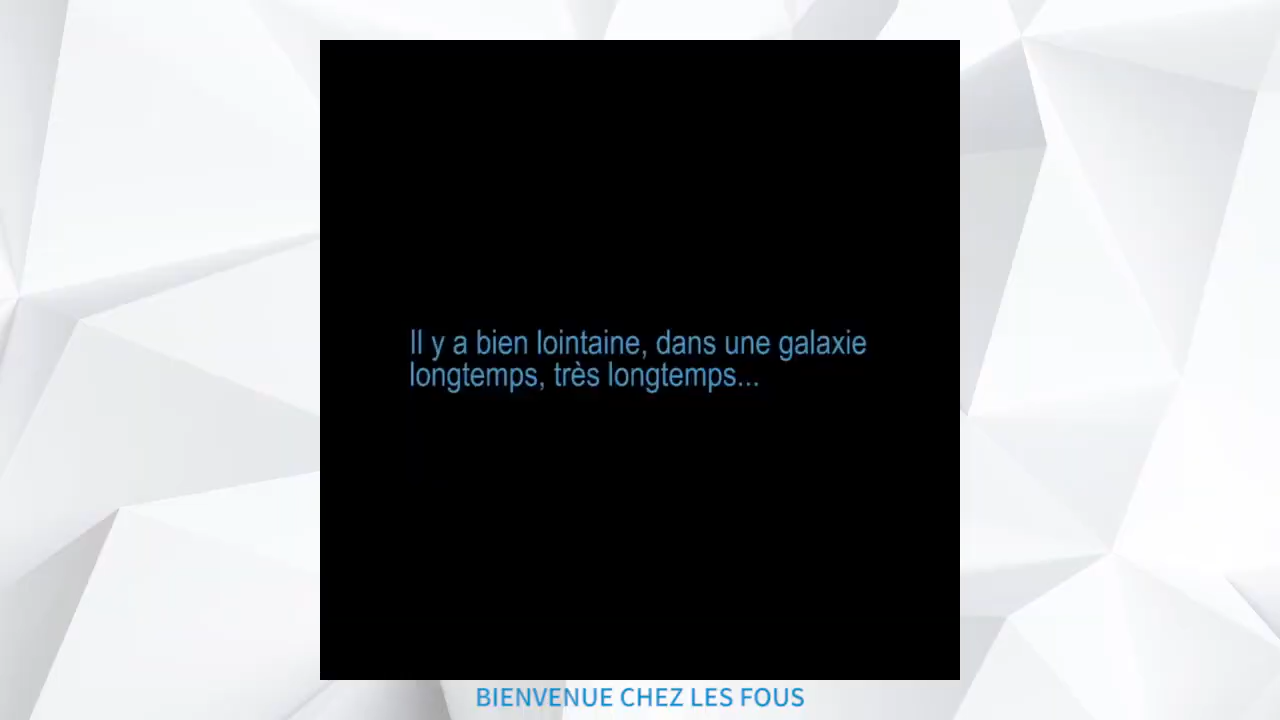 Il y a bien lointaine, dans une galaxie
longtemps, très longtemps...
BIENVENUE CHEZ LES FOUS